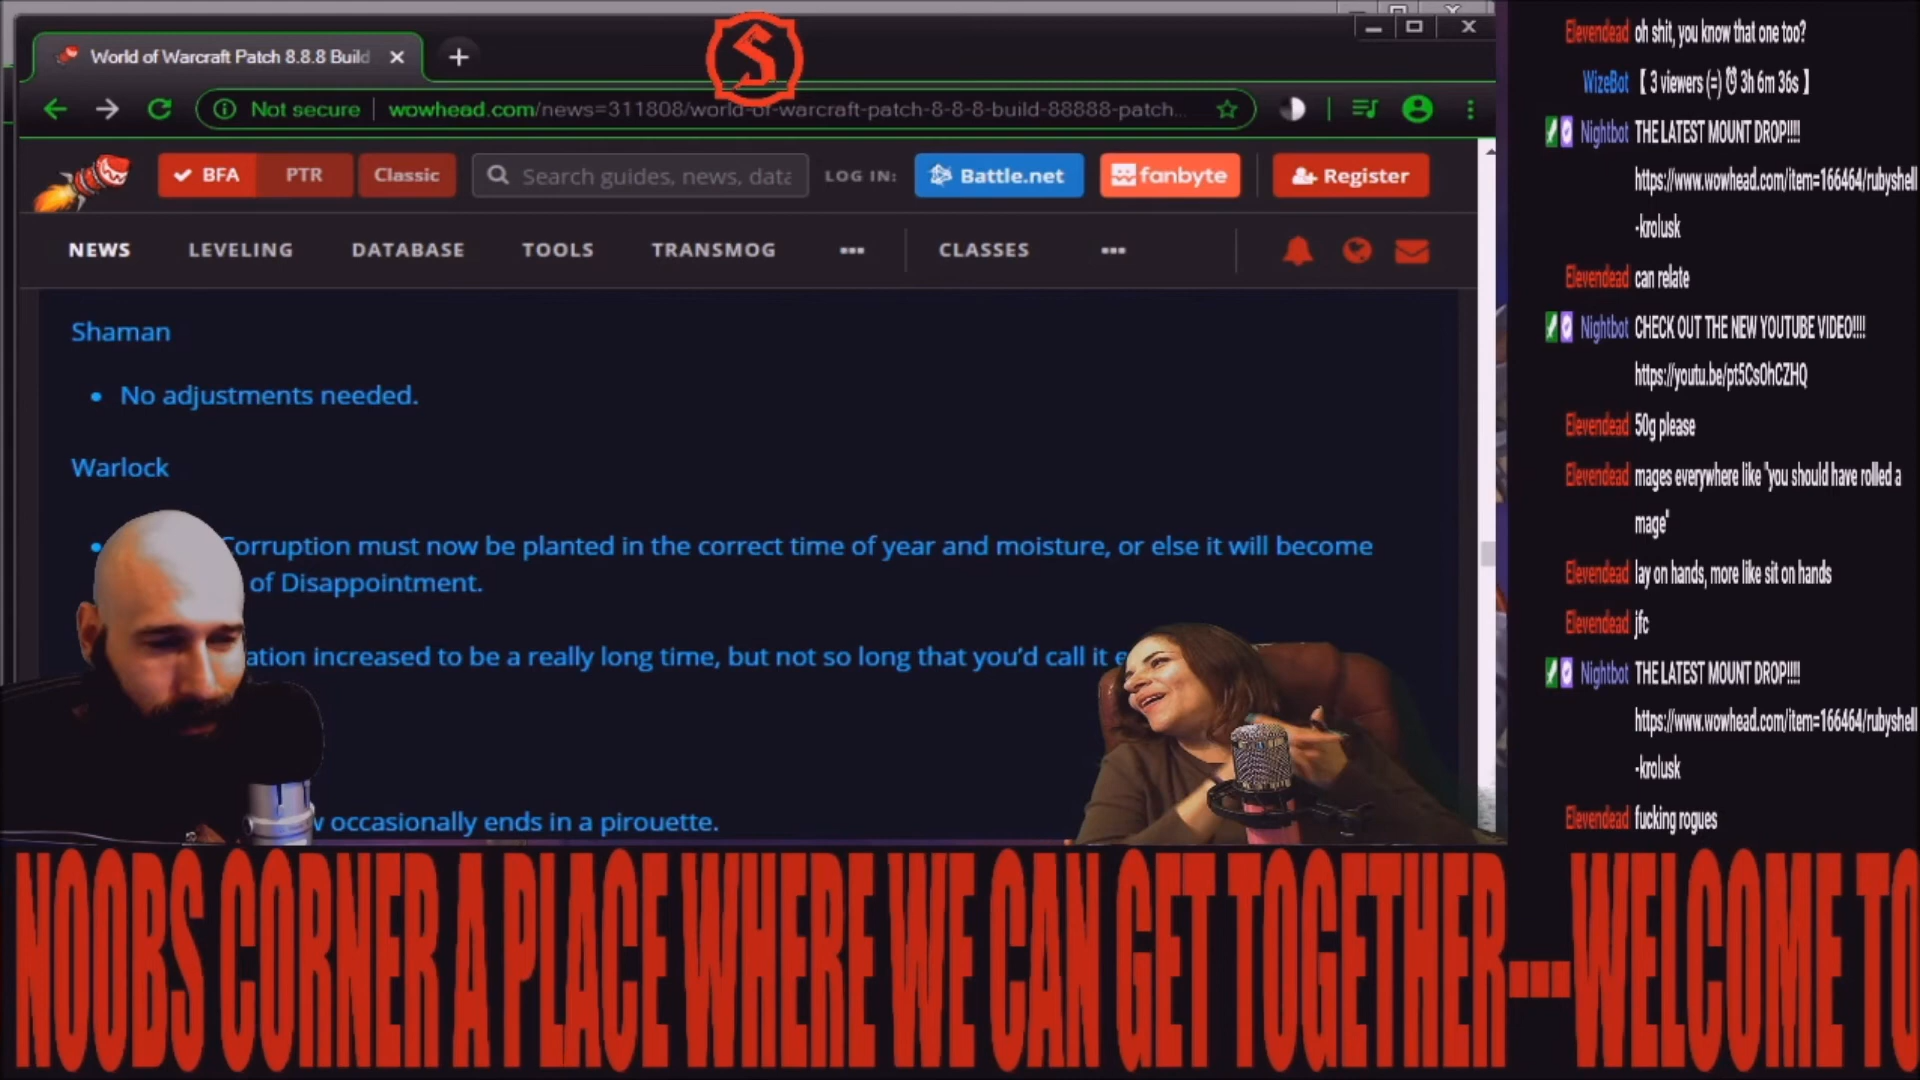 World of Warcraft Patch 8.8.8 Build
Not secure
wowhead.com/news=311808/world-of-warcraft-patch-8-8-8-build-88888-patch...
BFA
PTR
Classic
Search guides, news, data
LOG IN:
Battle.net
fanbyte
Register
NEWS
LEVELING
DATABASE
TOOLS
TRANSMOG
CLASSES
Shaman
No adjustments needed.
Warlock
Corruption must now be planted in the correct time of year and moisture, or else it will become
of Disappointment.
ation increased to be a really long time, but not so long that you'd call it
occasionally ends in a pirouette.
Elevendead oh shit, you know that one too?
WizeBot 【 3 viewers (=) ⏰ 3h 6m 36s 】
Nightbot THE LATEST MOUNT DROP!!!!
https://www.wowhead.com/item=166464/rubyshell
-krolusk
Elevendead can relate
Nightbot CHECK OUT THE NEW YOUTUBE VIDEO!!!!
https://youtu.be/pt5Cs0hCZHQ
Elevendead 50g please
Elevendead mages everywhere like "you should have rolled a
mage"
Elevendead lay on hands, more like sit on hands
Elevendead jfc
Nightbot THE LATEST MOUNT DROP!!!!
https://www.wowhead.com/item=166464/rubyshell
-krolusk
Elevendead fucking rogues
NOOBS CORNER A PLACE WHERE WE CAN GET TOGETHER---WELCOME TO